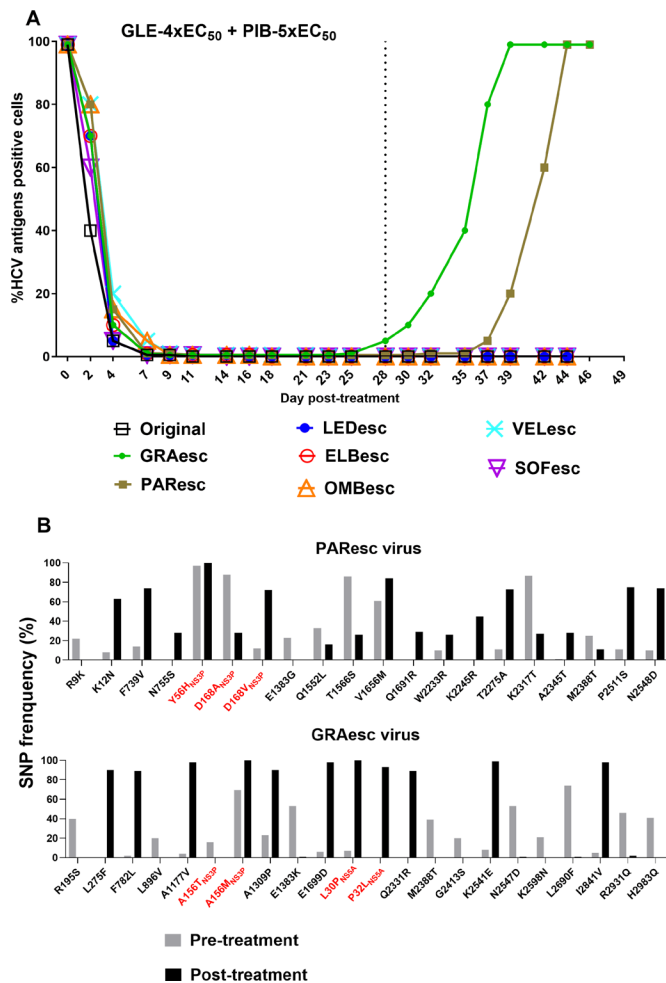 A
GLE-4xEC50 + PIB-5xEC50
%HCV antigens positive cells
100
80
60
40
20
0
0 2 4 7 9 11 14 16 18 21 23 25 28 30 32 35 37 39 42 44 46 49
Day post-treatment
Original
GRAesc
PAResc
LEDesc
ELBesc
OMBesc
VELesc
SOFesc
B
SNP frenquency (%)
PAResc virus
100
80
60
40
20
0
R9K K12N F739V N755S Y56HNS3P D168ANS3P D168VNS3P E1383G Q1552L T1566S V1656M Q1691R W2233R K2245R T2275A K2317T A2345T M2388T P2511S N2548D
GRAesc virus
100
80
60
40
20
0
R195S L275F F782L L896V A1177V A156TNS3P A156MNS3P A1309P E1383K E1699D L30PNS5A P32LNS5A Q2331R M2388T G2413S K2541E N2547D K2598N L2690F I2841V R2931Q H2983Q
Pre-treatment
Post-treatment